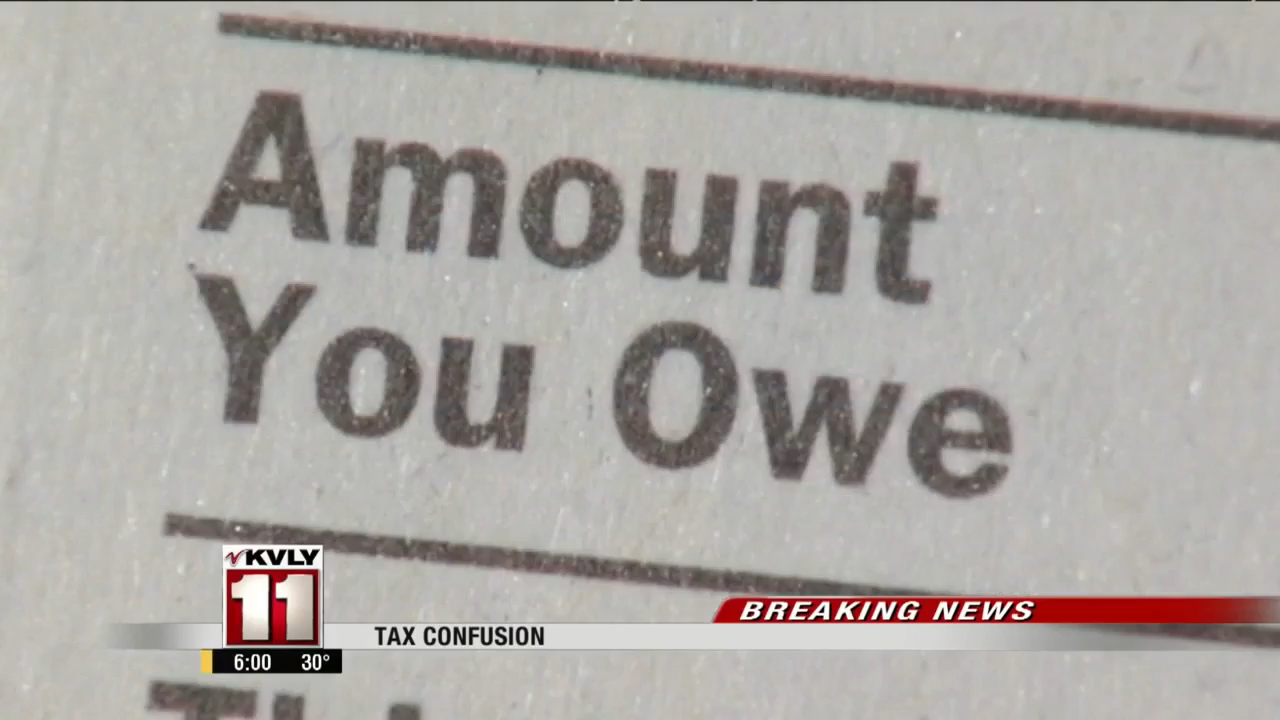 Amount
You Owe
KVLY
11
BREAKING NEWS
TAX CONFUSION
6:00 30°